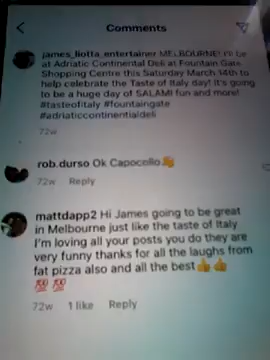 Comments
james_liotta_entertainer MELBOURNE! I'll be
at Adriatic Continental Deli at Fountain Gate
Shopping Centre this Saturday March 14th to
help celebrate the Taste of Italy day! It's going
to be a huge day of SALAMI fun and more!
#tasteofitaly #fountaingate
#adriaticcontinentaldeli
72w
rob.durso Ok Capocollo👋
72w Reply
mattdapp2 Hi James going to be great
in Melbourne just like the taste of Italy
I'm loving all your posts you do they are
very funny thanks for all the laughs from
fat pizza also and all the best👍👍
💯 💯
72w 1 like Reply